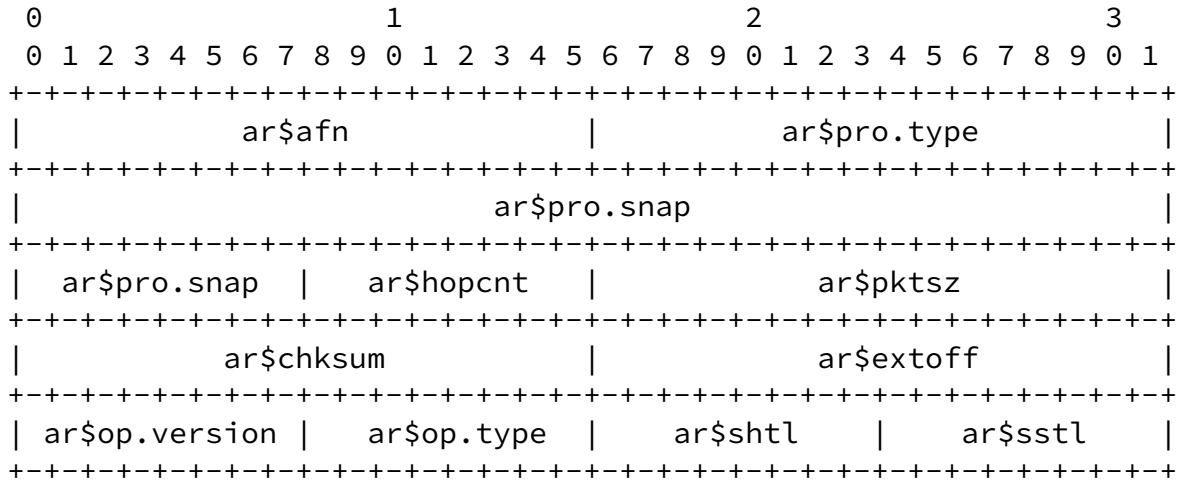 0                   1                   2                   3
 0 1 2 3 4 5 6 7 8 9 0 1 2 3 4 5 6 7 8 9 0 1 2 3 4 5 6 7 8 9 0 1
+-+-+-+-+-+-+-+-+-+-+-+-+-+-+-+-+-+-+-+-+-+-+-+-+-+-+-+-+-+-+-+-+
|            ar$afn             |          ar$pro.type          |
+-+-+-+-+-+-+-+-+-+-+-+-+-+-+-+-+-+-+-+-+-+-+-+-+-+-+-+-+-+-+-+-+
|                          ar$pro.snap                          |
+-+-+-+-+-+-+-+-+-+-+-+-+-+-+-+-+-+-+-+-+-+-+-+-+-+-+-+-+-+-+-+-+
|  ar$pro.snap  |   ar$hopcnt   |            ar$pktsz           |
+-+-+-+-+-+-+-+-+-+-+-+-+-+-+-+-+-+-+-+-+-+-+-+-+-+-+-+-+-+-+-+-+
|           ar$chksum           |            ar$extoff          |
+-+-+-+-+-+-+-+-+-+-+-+-+-+-+-+-+-+-+-+-+-+-+-+-+-+-+-+-+-+-+-+-+
| ar$op.version |   ar$op.type  |    ar$shtl    |    ar$sstl    |
+-+-+-+-+-+-+-+-+-+-+-+-+-+-+-+-+-+-+-+-+-+-+-+-+-+-+-+-+-+-+-+-+